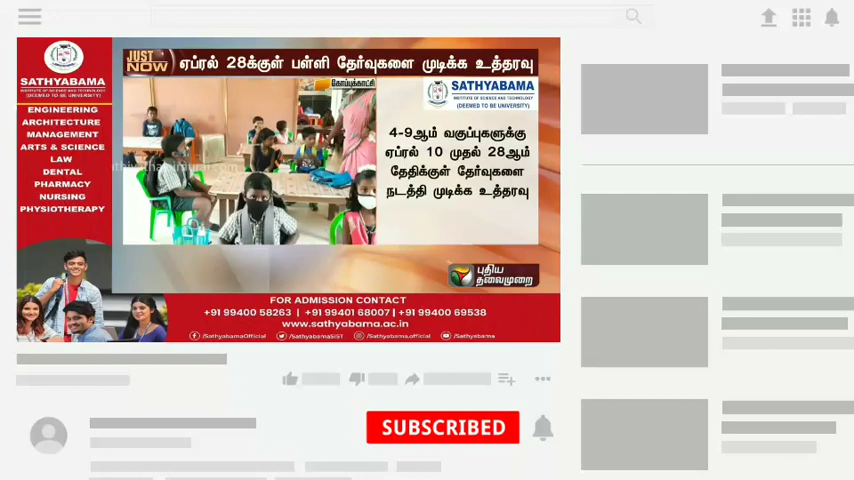 JUST NOW
ஏப்ரல் 28க்குள் பள்ளி தேர்வுகளை முடிக்க உத்தரவு
கோப்புக்காட்சி
SATHYABAMA
INSTITUTE OF SCIENCE AND TECHNOLOGY
(DEEMED TO BE UNIVERSITY)
4-9ஆம் வகுப்புகளுக்கு
ஏப்ரல் 10 முதல் 28ஆம்
தேதிக்குள் தேர்வுகளை
நடத்தி முடிக்க உத்தரவு
புதிய
தலைமுறை
SATHYABAMA
INSTITUTE OF SCIENCE AND TECHNOLOGY
(DEEMED TO BE UNIVERSITY)
ENGINEERING
ARCHITECTURE
MANAGEMENT
ARTS & SCIENCE
LAW
DENTAL
PHARMACY
NURSING
PHYSIOTHERAPY
FOR ADMISSION CONTACT
+91 99400 58263 | +91 99401 68007 | +91 99400 69538
www.sathyabama.ac.in
/SathyabamaOfficial /SathyabamaSIST /Sathyabama.official /Sathyabama
SUBSCRIBED